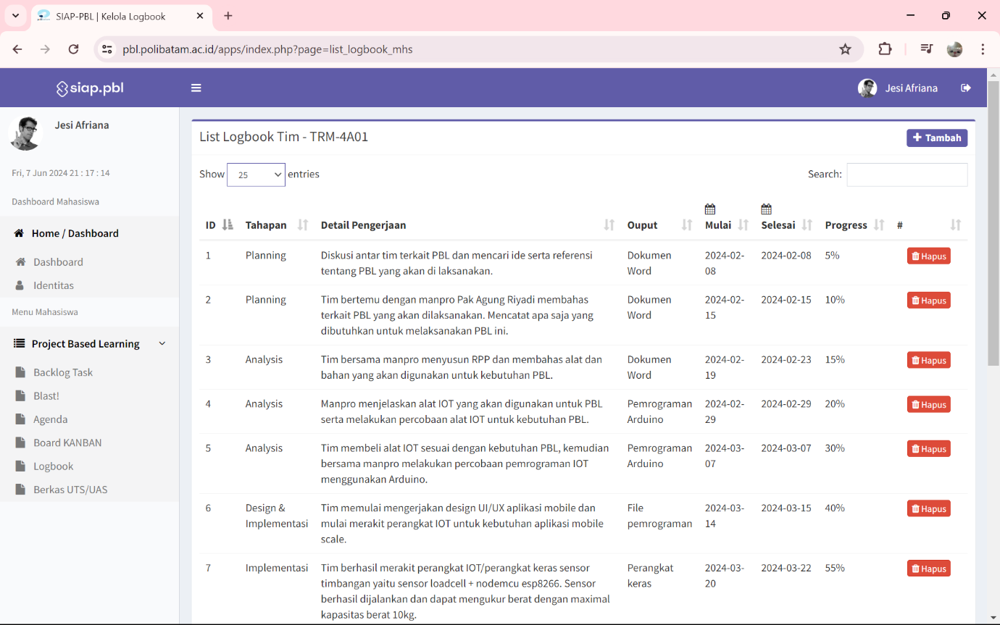 SIAP-PBL | Kelola Logbook
pbl.polibatam.ac.id/apps/index.php?page=list_logbook_mhs
siap.pbl
Jesi Afriana
Jesi Afriana
Fri, 7 Jun 2024 21 : 17 : 14
Dashboard Mahasiswa
Home / Dashboard
Dashboard
Identitas
Menu Mahasiswa
Project Based Learning
Backlog Task
Blast!
Agenda
Board KANBAN
Logbook
Berkas UTS/UAS
List Logbook Tim - TRM-4A01
Tambah
Show 25 entries
Search:
ID Tahapan Detail Pengerjaan Ouput Mulai Selesai Progress #
1 Planning Diskusi antar tim terkait PBL dan mencari ide serta referensi Dokumen 2024-02- 2024-02-08 5% Hapus
tentang PBL yang akan di laksanakan. Word 08
2 Planning Tim bertemu dengan manpro Pak Agung Riyadi membahas Dokumen 2024-02- 2024-02-15 10% Hapus
terkait PBL yang akan dilaksanakan. Mencatat apa saja yang Word 15
dibutuhkan untuk melaksanakan PBL ini.
3 Analysis Tim bersama manpro menyusun RPP dan membahas alat dan Dokumen 2024-02- 2024-02-23 15% Hapus
bahan yang akan digunakan untuk kebutuhan PBL. Word 19
4 Analysis Manpro menjelaskan alat IOT yang akan digunakan untuk PBL Pemrograman 2024-02- 2024-02-29 20% Hapus
serta melakukan percobaan alat IOT untuk kebutuhan PBL. Arduino 29
5 Analysis Tim membeli alat IOT sesuai dengan kebutuhan PBL, kemudian Pemrograman 2024-03- 2024-03-07 30% Hapus
bersama manpro melakukan percobaan pemrograman IOT Arduino 07
menggunakan Arduino.
6 Design & Tim memulai mengerjakan design UI/UX aplikasi mobile dan File 2024-03- 2024-03-15 40% Hapus
Implementasi mulai merakit perangkat IOT untuk kebutuhan aplikasi mobile pemrograman 14
scale.
7 Implementasi Tim berhasil merakit perangkat IOT/perangkat keras sensor Perangkat 2024-03- 2024-03-22 55% Hapus
timbangan yaitu sensor loadcell + nodemcu esp8266. Sensor keras 20
berhasil dijalankan dan dapat mengukur berat dengan maximal
kapasitas berat 10kg.